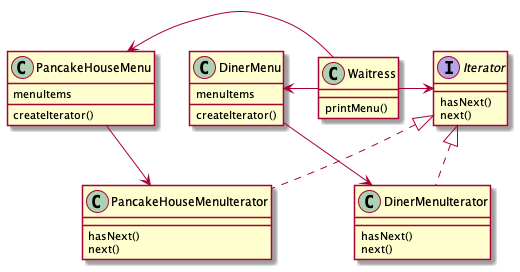 C PancakeHouseMenu
menuItems
createIterator()
C DinerMenu
menuItems
createIterator()
C Waitress
printMenu()
I Iterator
hasNext()
next()
C PancakeHouseMenuIterator
hasNext()
next()
C DinerMenuIterator
hasNext()
next()